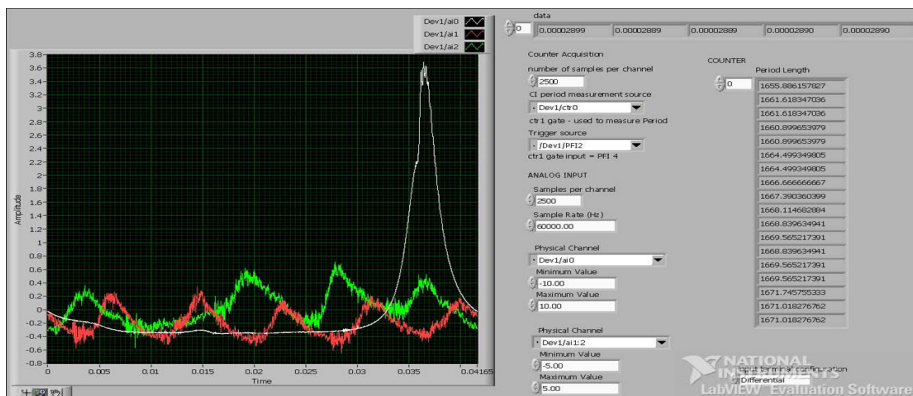 Dev1/ai0
Dev1/ai1
Dev1/ai2
3.8
3.6
3.4
3.2
3
2.8
2.6
2.4
2.2
2
1.8
1.6
1.4
1.2
1
0.8
0.6
0.4
0.2
0
-0.2
-0.4
-0.6
-0.8
Amplitude
0
0.005
0.01
0.015
0.02
0.025
0.03
0.035
0.04165
Time
data
0
0.00002899
0.00002889
0.00002889
0.00002890
0.00002890
Counter Acquisition
number of samples per channel
2500
CI period measurement source
Dev1/ctr0
ctr1 gate - used to measure Period
Trigger source
/Dev1/PFI2
ctr1 gate input = PFI 4
ANALOG INPUT
Samples per channel
2500
Sample Rate (Hz)
60000.00
Physical Channel
Dev1/ai0
Minimum Value
-10.00
Maximum Value
10.00
Physical Channel
Dev1/ai1:2
Minimum Value
-5.00
Maximum Value
5.00
COUNTER
0
Period Length
1655.886157827
1661.618347036
1661.618347036
1660.899653979
1660.899653979
1664.499349805
1664.499349805
1666.666666667
1667.390360399
1668.114682884
1668.839634941
1669.565217391
1668.839634941
1669.565217391
1669.565217391
1671.745755333
1671.018276762
1671.018276762
input terminal configuration
Differential
NATIONAL
INSTRUMENTS
LabVIEW Evaluation Software